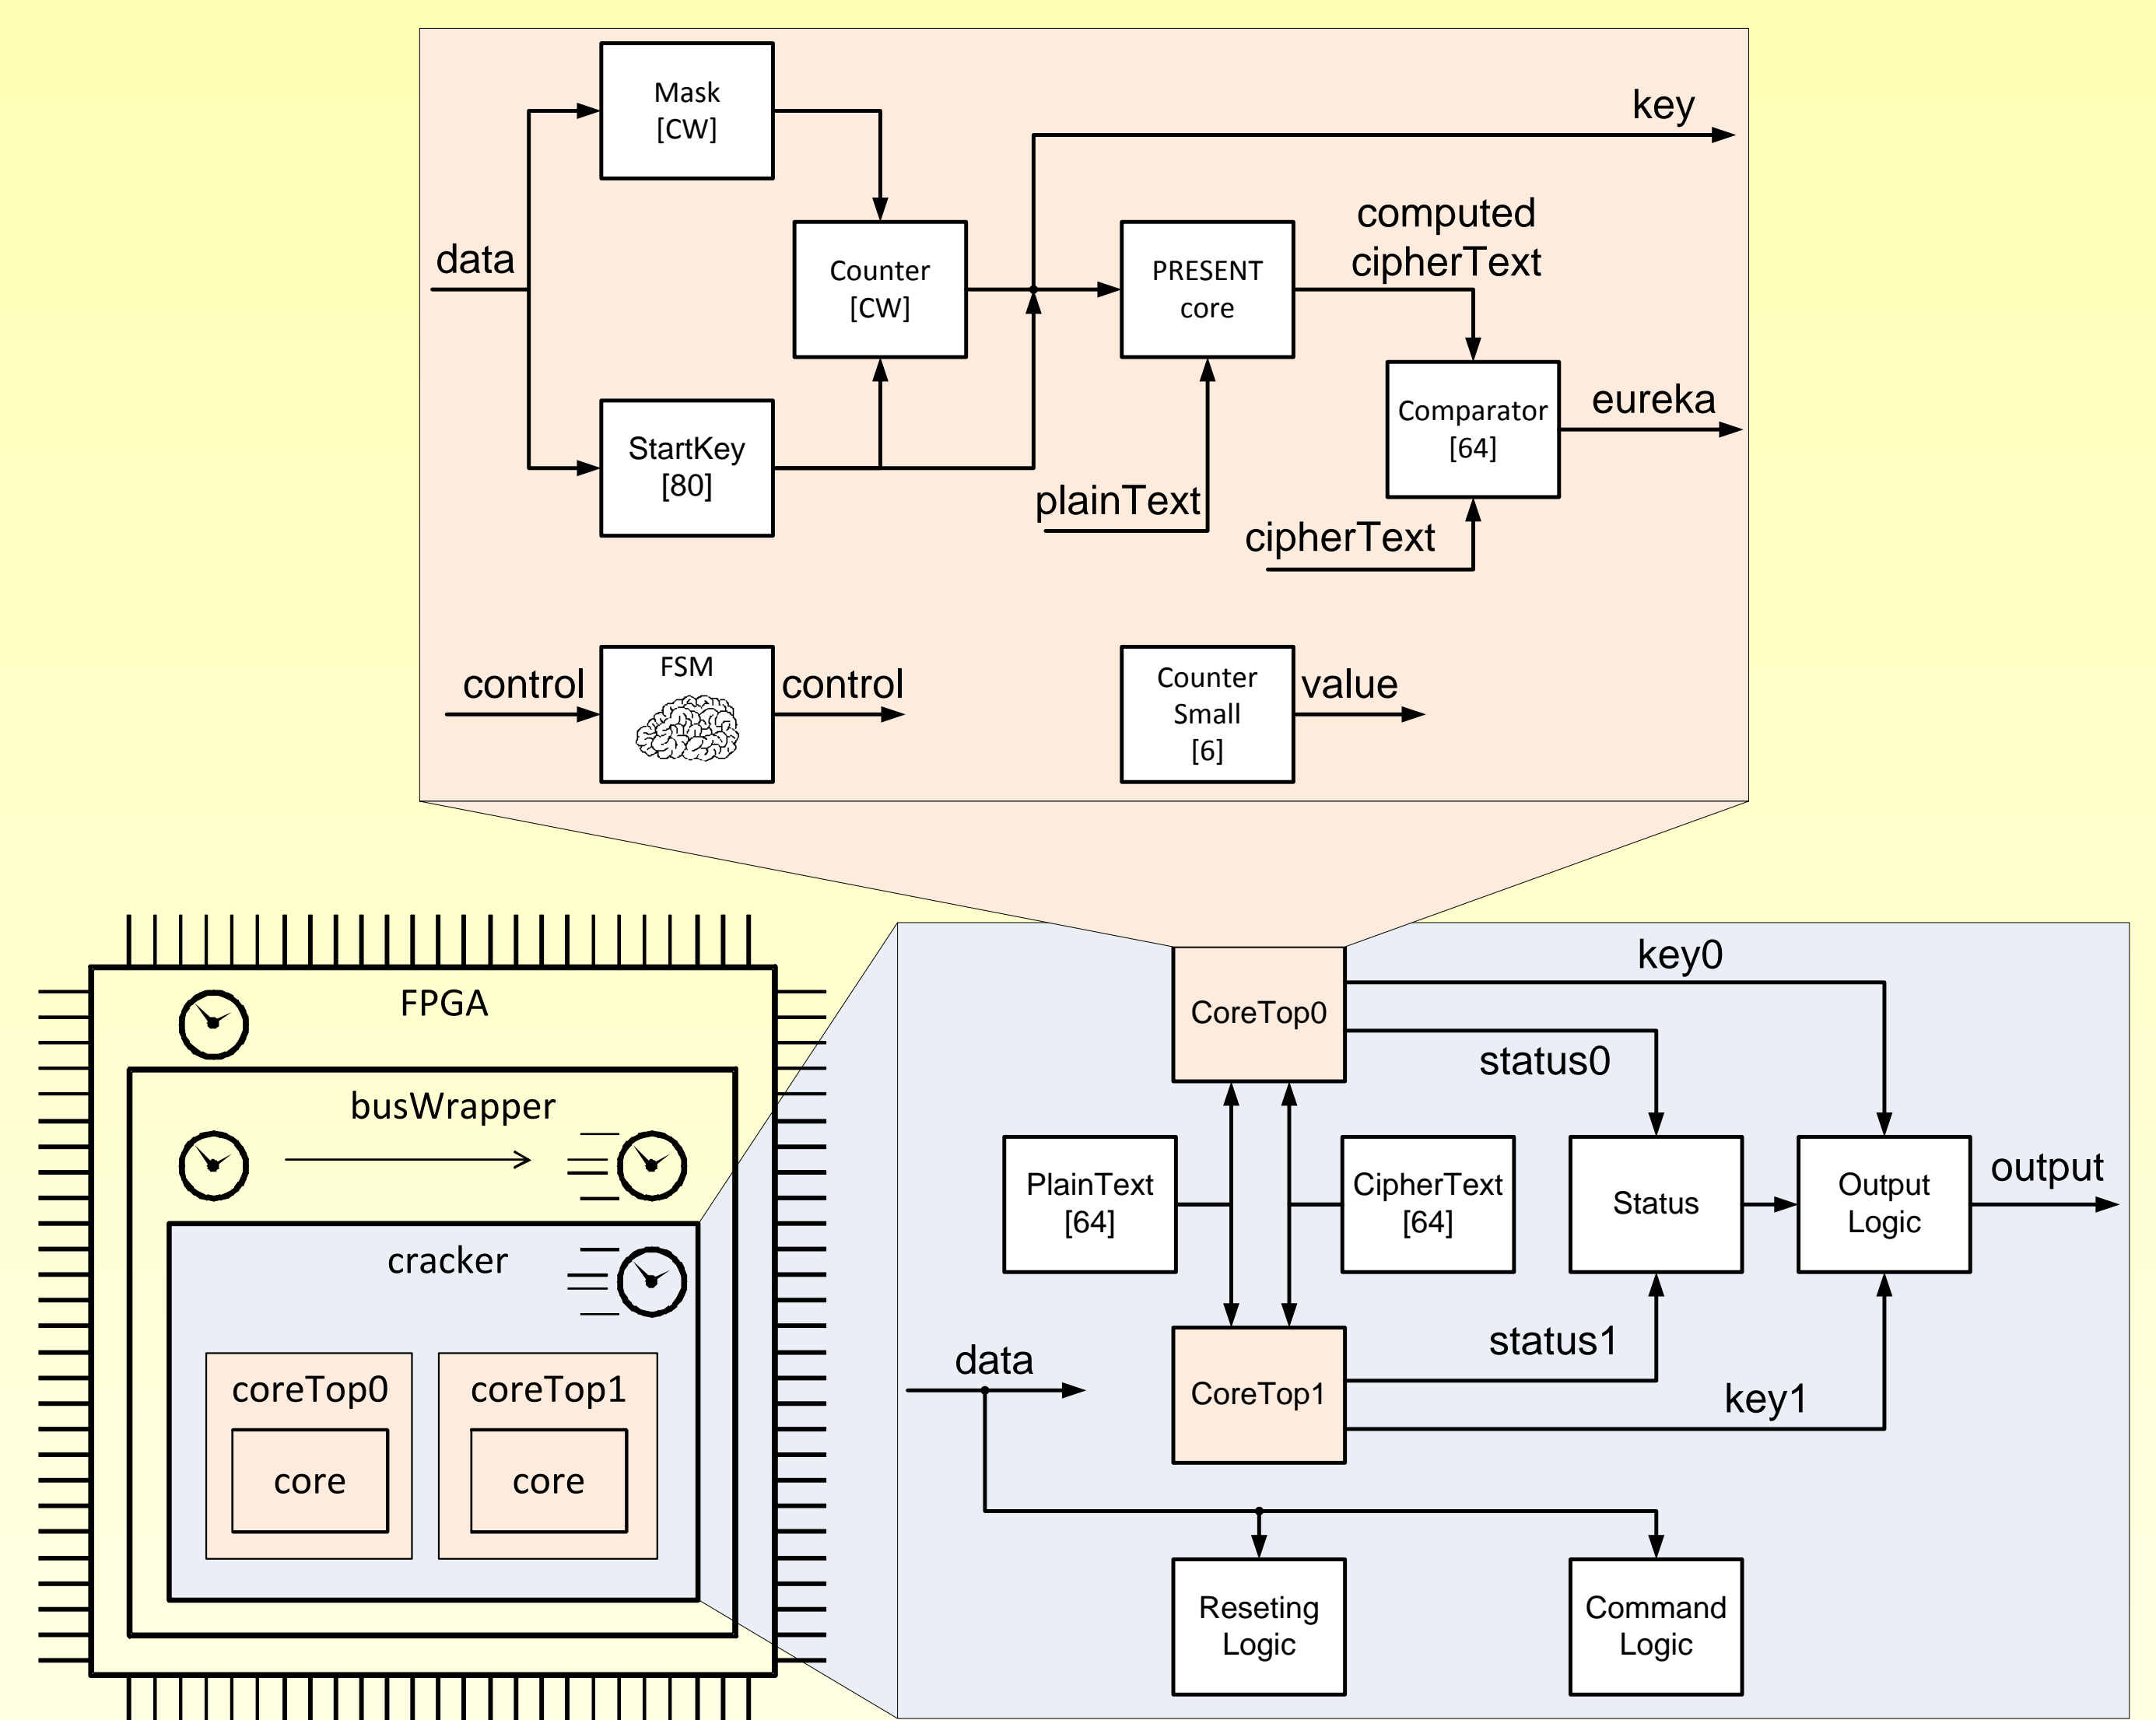 Mask
[CW]
key
data
Counter
[CW]
PRESENT
core
computed
cipherText
StartKey
[80]
Comparator
[64]
eureka
plainText
cipherText
control
FSM
control
Counter
Small
[6]
value
FPGA
busWrapper
cracker
coreTop0
core
coreTop1
core
CoreTop0
key0
status0
PlainText
[64]
CipherText
[64]
Status
Output
Logic
output
data
CoreTop1
status1
key1
Reseting
Logic
Command
Logic